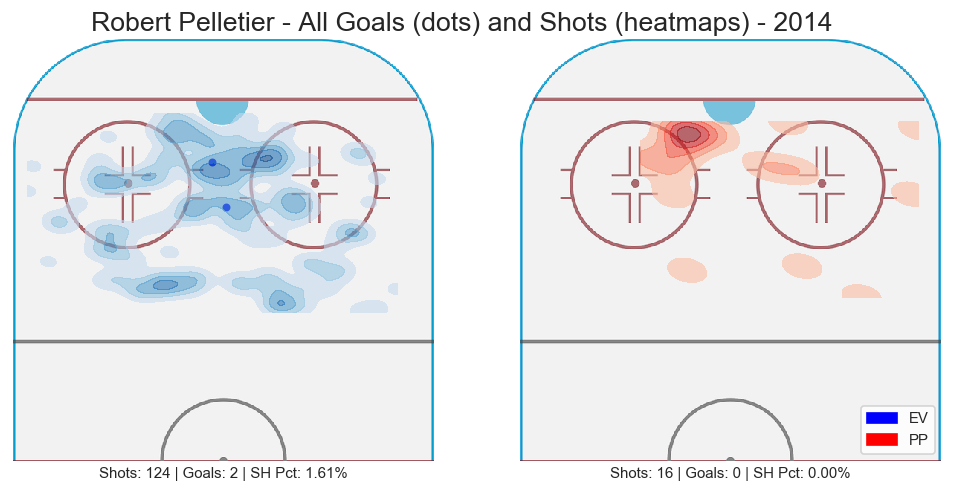 Robert Pelletier - All Goals (dots) and Shots (heatmaps) - 2014
EV
PP
Shots: 124 | Goals: 2 | SH Pct: 1.61%
Shots: 16 | Goals: 0 | SH Pct: 0.00%